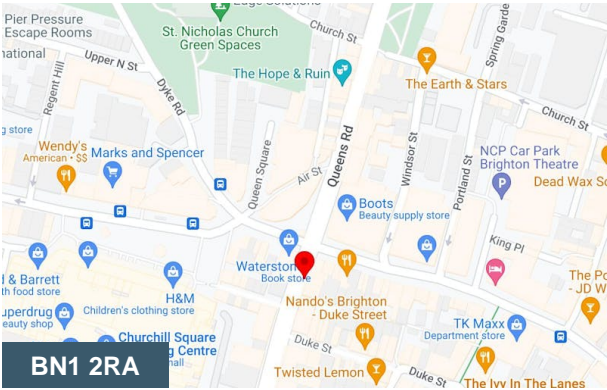 Pier Pressure
Escape Rooms
St. Nicholas Church
Green Spaces
Church St
Spring Garde
national
Upper N St
The Hope & Ruin
The Earth & Stars
Regent Hill
Dyke Rd
Church St
g store
Wendy's
American • $$
Marks and Spencer
Queen Square
Air St
Queens Rd
Windsor St
Portland St
NCP Car Park
Brighton Theatre
Dead Wax So
P
Boots
Beauty supply store
King Pl
Waterston
Book store
d & Barrett
th food store
H&M
Children's clothing store
Nando's Brighton
- Duke Street
The Po
- JD W
uperdrug
eauty shop
Churchill Square
g Centre
mall
Duke St
TK Maxx
Department store
Twisted Lemon
Duke St
The Ivy In The Lanes
BN1 2RA